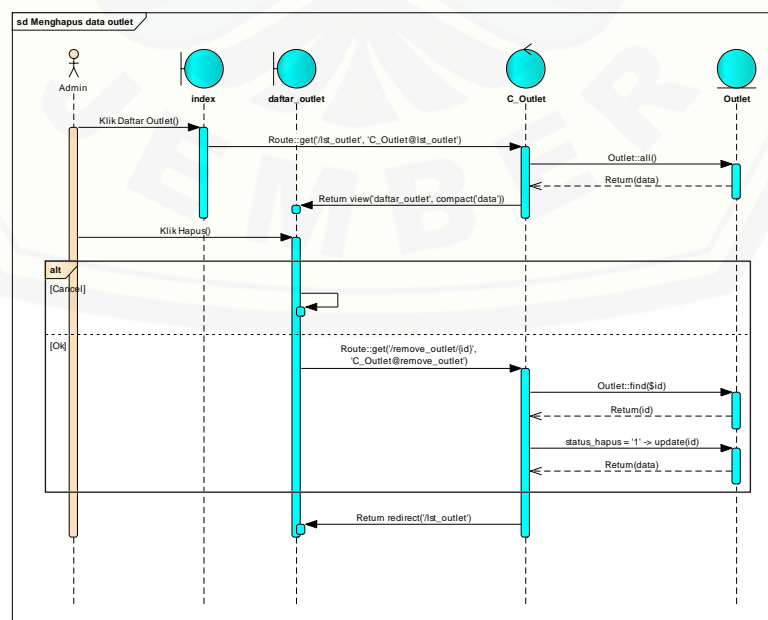 sd Menghapus data outlet
Admin
index
daftar_outlet
C_Outlet
Outlet
Klik Daftar Outlet()
Route::get('/lst_outlet', 'C_Outlet@lst_outlet')
Outlet::all()
Return(data)
Return view('daftar_outlet', compact('data'))
Klik Hapus()
alt
[Cancel]
[Ok]
Route::get('/remove_outlet/{id}',
'C_Outlet@remove_outlet')
Outlet::find($id)
Return(id)
status_hapus = '1' -> update(id)
Return(data)
Return redirect('/lst_outlet')
JEMBER